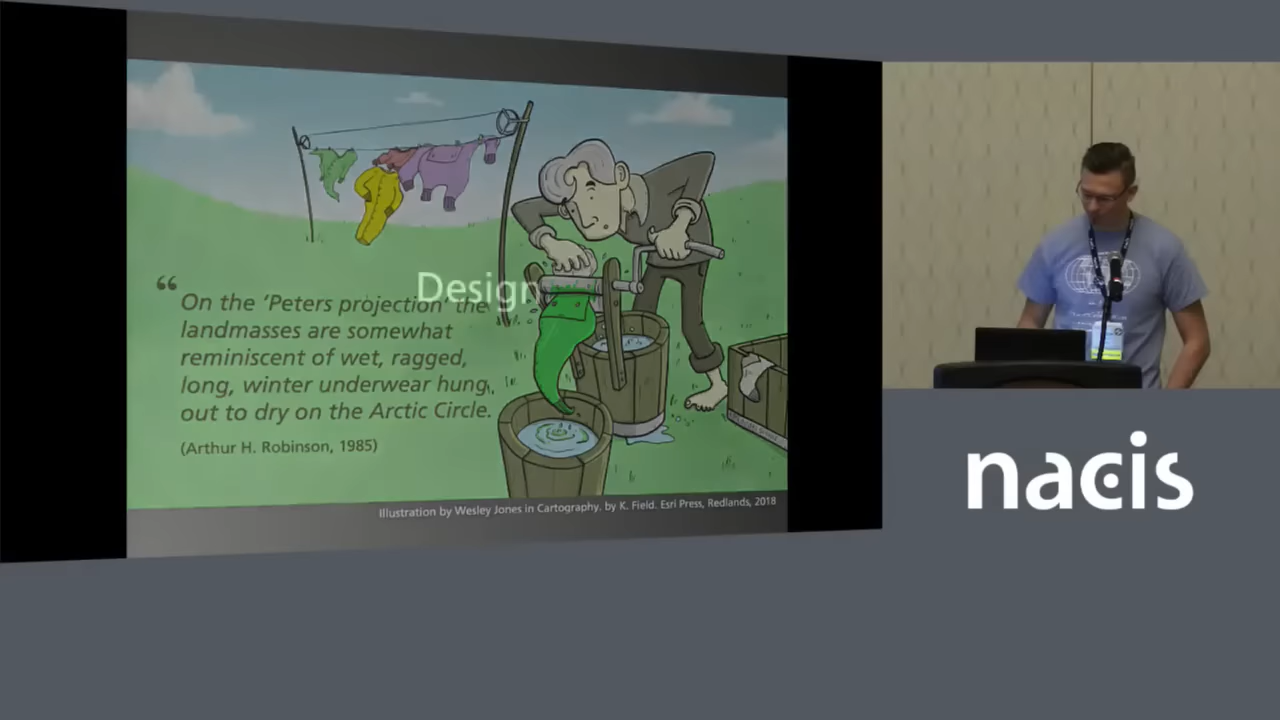 “
On the ‘Peters projection’ the
landmasses are somewhat
reminiscent of wet, ragged,
long, winter underwear hung
out to dry on the Arctic Circle.
(Arthur H. Robinson, 1985)
Design
Illustration by Wesley Jones in Cartography. by K. Field. Esri Press, Redlands, 2018
nacis